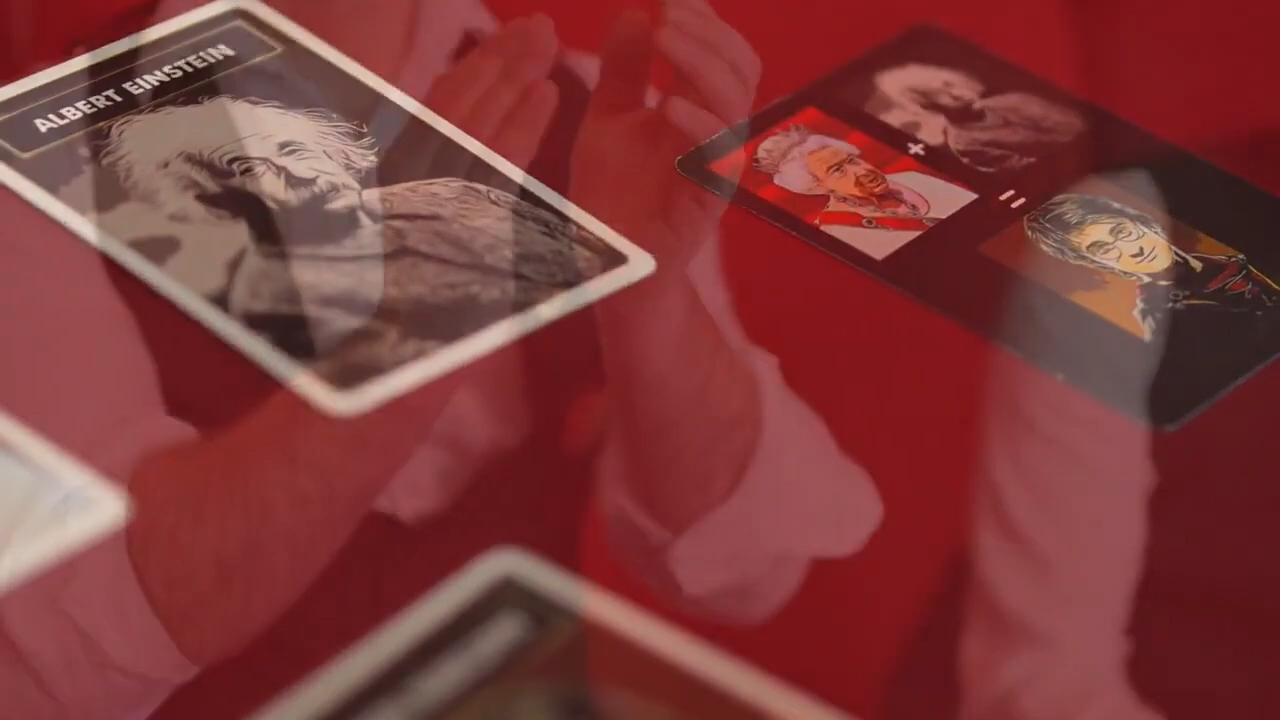 ALBERT EINSTEIN
+
=